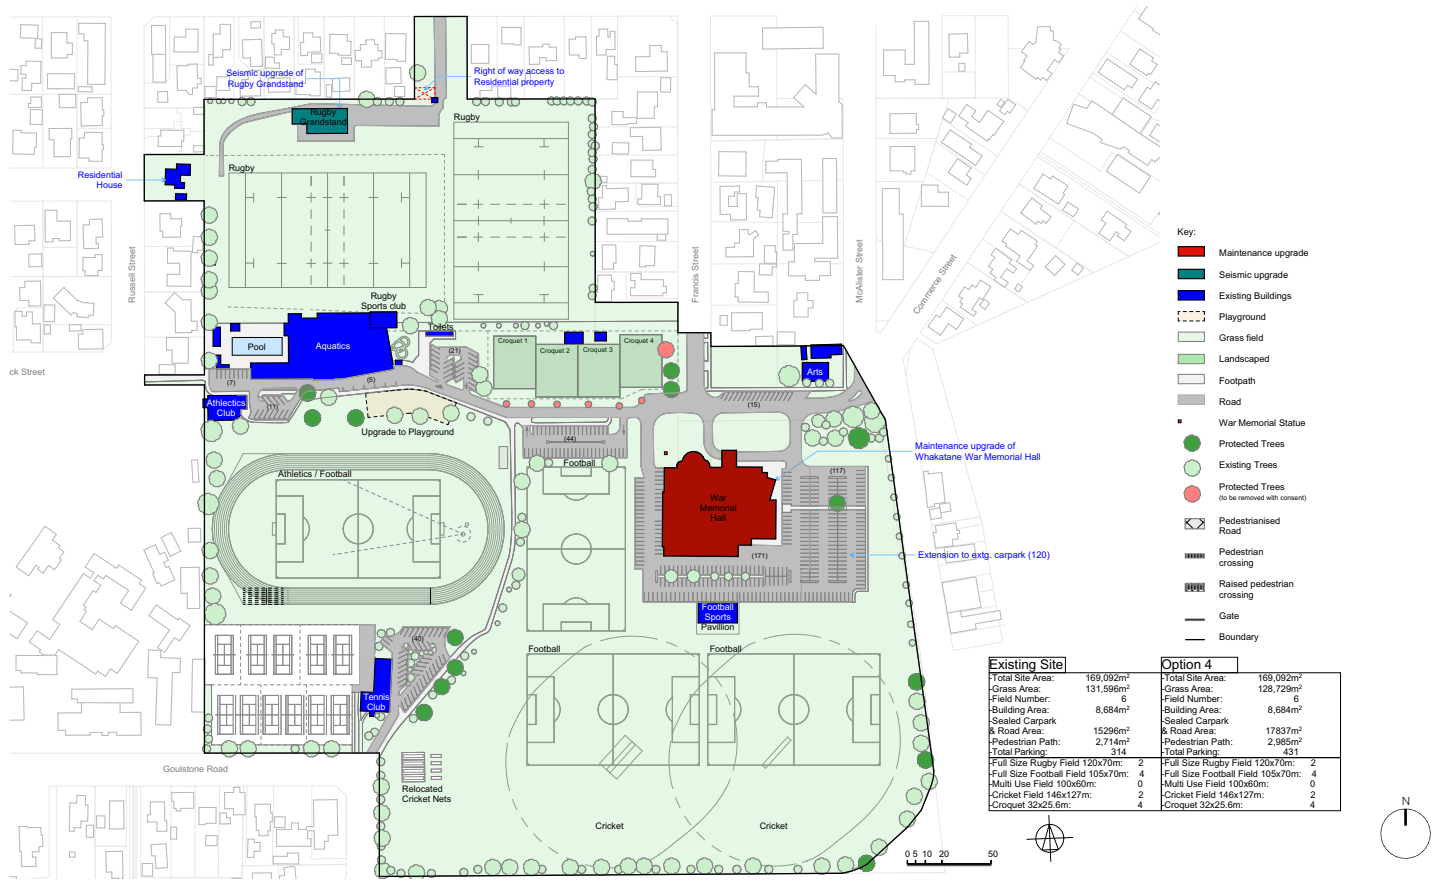 Seismic upgrade of
Rugby Grandstand
Right of way access to
Residential property
Rugby
Grandstand
Rugby
Rugby
Residential
House
Russell Street
Francis Street
McAlister Street
Commerce Street
Rugby
Sports club
Toilets
Pool
Aquatics
Croquet 1
Croquet 2
Croquet 3
Croquet 4
(21)
Arts
ck Street
(7)
(5)
(11)
(15)
Athlectics
Club
Upgrade to Playground
(44)
Football
Maintenance upgrade of
Whakatane War Memorial Hall
Athletics / Football
(117)
War
Memorial
Hall
(171)
Extension to extg. carpark (120)
Football
Sports
Pavillion
(40)
Football
Football
Tennis
Club
Goulstone Road
Relocated
Cricket Nets
Cricket
Cricket
Key:
Maintenance upgrade
Seismic upgrade
Existing Buildings
Playground
Grass field
Landscaped
Footpath
Road
War Memorial Statue
Protected Trees
Existing Trees
Protected Trees
(to be removed with consent)
Pedestrianised
Road
Pedestrian
crossing
Raised pedestrian
crossing
Gate
Boundary
Existing Site
-Total Site Area: 169,092m²
-Grass Area: 131,596m²
-Field Number: 6
-Building Area: 8,684m²
-Sealed Carpark
& Road Area: 15296m²
-Pedestrian Path: 2,714m²
-Total Parking: 314
-Full Size Rugby Field 120x70m: 2
-Full Size Football Field 105x70m: 4
-Multi Use Field 100x60m: 0
-Cricket Field 146x127m: 2
-Croquet 32x25.6m: 4
Option 4
-Total Site Area: 169,092m²
-Grass Area: 128,729m²
-Field Number: 6
-Building Area: 8,684m²
-Sealed Carpark
& Road Area: 17837m²
-Pedestrian Path: 2,985m²
-Total Parking: 431
-Full Size Rugby Field 120x70m: 2
-Full Size Football Field 105x70m: 4
-Multi Use Field 100x60m: 0
-Cricket Field 146x127m: 2
-Croquet 32x25.6m: 4
0 5 10 20 50
N